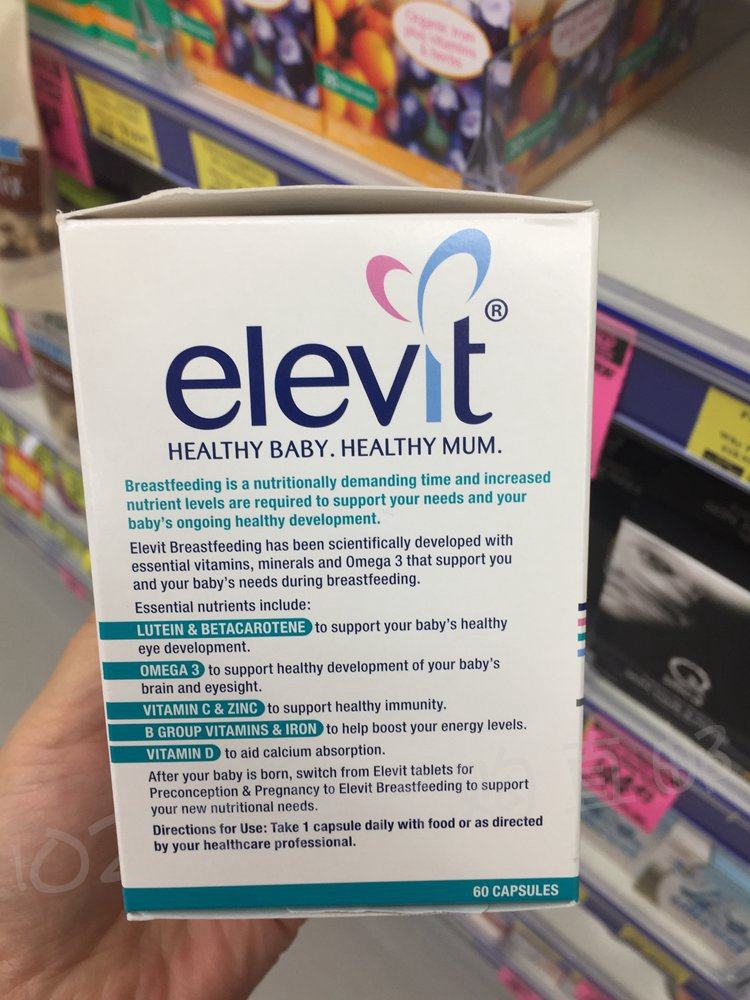 Organic iron
plus vitamins
& herbs
elevit®
HEALTHY BABY. HEALTHY MUM.
Breastfeeding is a nutritionally demanding time and increased
nutrient levels are required to support your needs and your
baby's ongoing healthy development.
Elevit Breastfeeding has been scientifically developed with
essential vitamins, minerals and Omega 3 that support you
and your baby's needs during breastfeeding.
Essential nutrients include:
LUTEIN & BETACAROTENE to support your baby's healthy
eye development.
OMEGA 3 to support healthy development of your baby's
brain and eyesight.
VITAMIN C & ZINC to support healthy immunity.
B GROUP VITAMINS & IRON to help boost your energy levels.
VITAMIN D to aid calcium absorption.
After your baby is born, switch from Elevit tablets for
Preconception & Pregnancy to Elevit Breastfeeding to support
your new nutritional needs.
Directions for Use: Take 1 capsule daily with food or as directed
by your healthcare professional.
60 CAPSULES